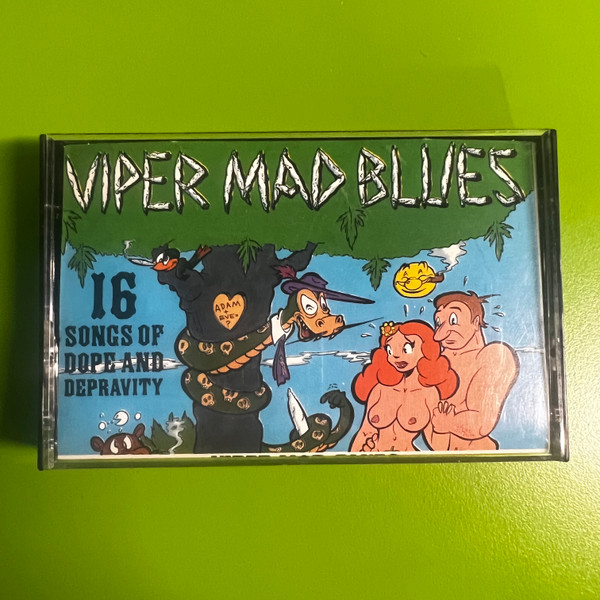 VIPER MAD BLUES
16
SONGS OF
DOPE AND
DEPRAVITY
ADAM
+
EVE
?